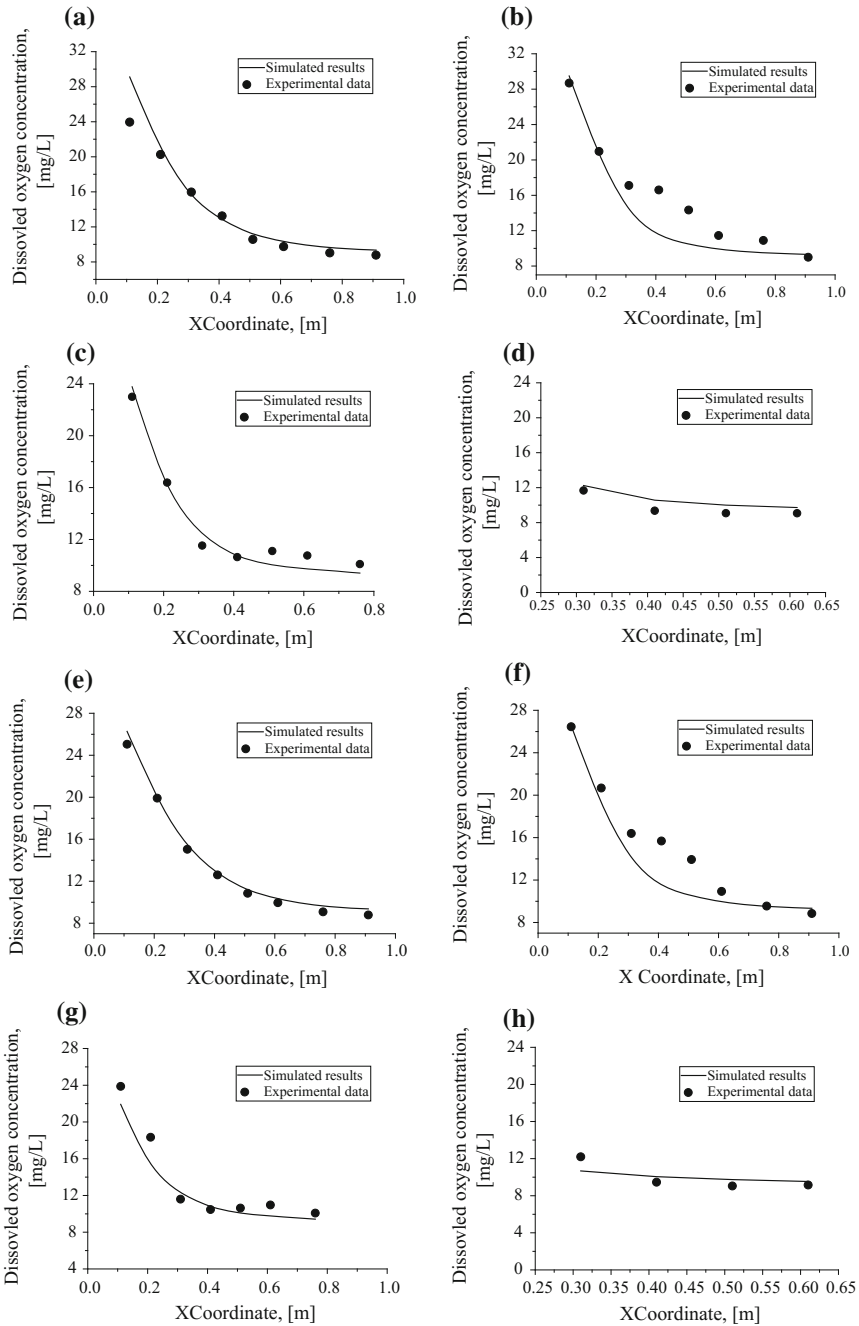 (a)
Dissovled oxygen concentration,
[mg/L]
32
28
24
20
16
12
8
Simulated results
Experimental data
0.0 0.2 0.4 0.6 0.8 1.0
XCoordinate, [m]
(b)
Dissovled oxygen concentration,
[mg/L]
32
28
24
20
16
12
8
Simulated results
Experimental data
0.0 0.2 0.4 0.6 0.8 1.0
XCoordinate, [m]
(c)
Dissovled oxygen concentration,
[mg/L]
24
20
16
12
8
Simulated results
Experimental data
0.0 0.2 0.4 0.6 0.8
XCoordinate, [m]
(d)
Dissovled oxygen concentration,
[mg/L]
24
20
16
12
8
4
0
Simulated results
Experimental data
0.25 0.30 0.35 0.40 0.45 0.50 0.55 0.60 0.65
XCoordinate, [m]
(e)
Dissovled oxygen concentration,
[mg/L]
28
24
20
16
12
8
Simulated results
Experimental data
0.0 0.2 0.4 0.6 0.8 1.0
XCoordinate, [m]
(f)
Dissovled oxygen concentration,
[mg/L]
28
24
20
16
12
8
Simulated results
Experimental data
0.0 0.2 0.4 0.6 0.8 1.0
X Coordinate, [m]
(g)
Dissovled oxygen concentration,
[mg/L]
28
24
20
16
12
8
4
Simulated results
Experimental data
0.0 0.2 0.4 0.6 0.8 1.0
XCoordinate, [m]
(h)
Dissovled oxygen concentration,
[mg/L]
24
20
16
12
8
4
0
Simulated results
Experimental data
0.25 0.30 0.35 0.40 0.45 0.50 0.55 0.60 0.65
XCoordinate, [m]